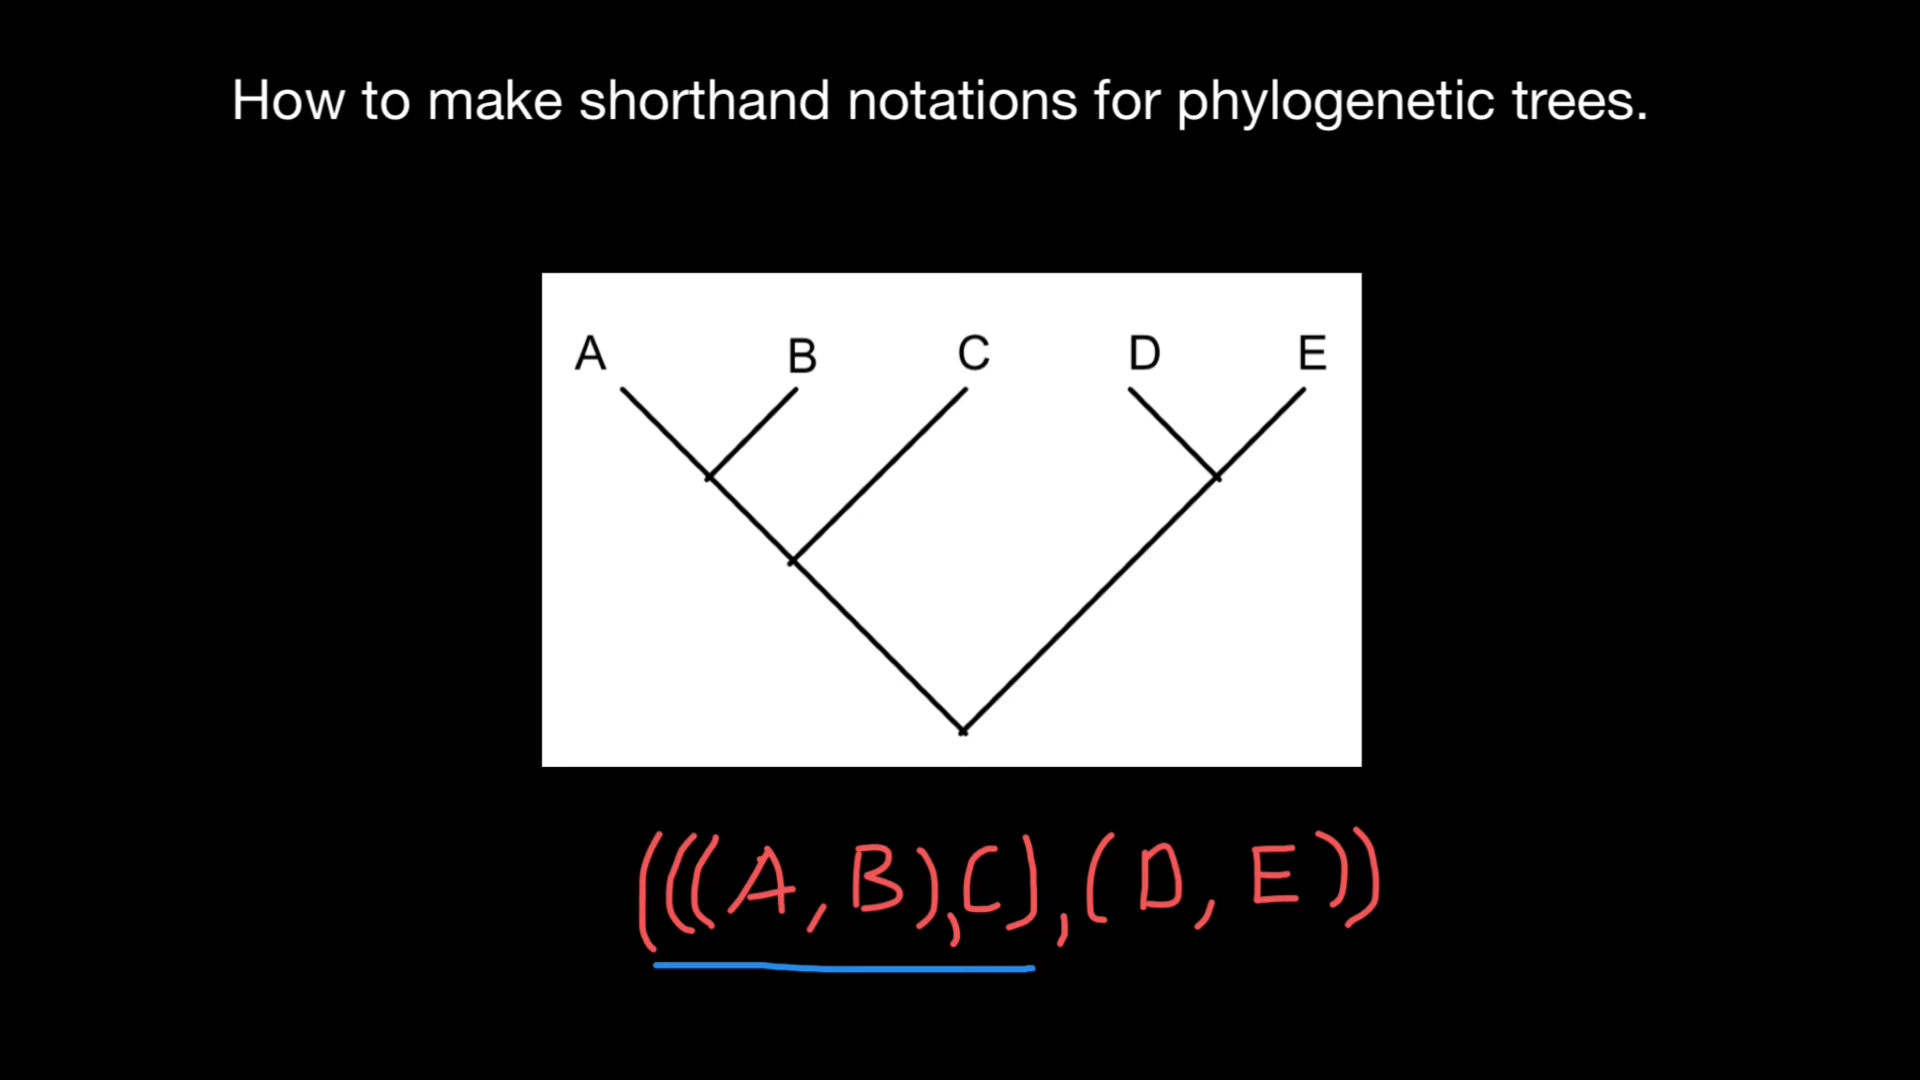 How to make shorthand notations for phylogenetic trees.
A B C D E
(((A,B),C),(D,E))